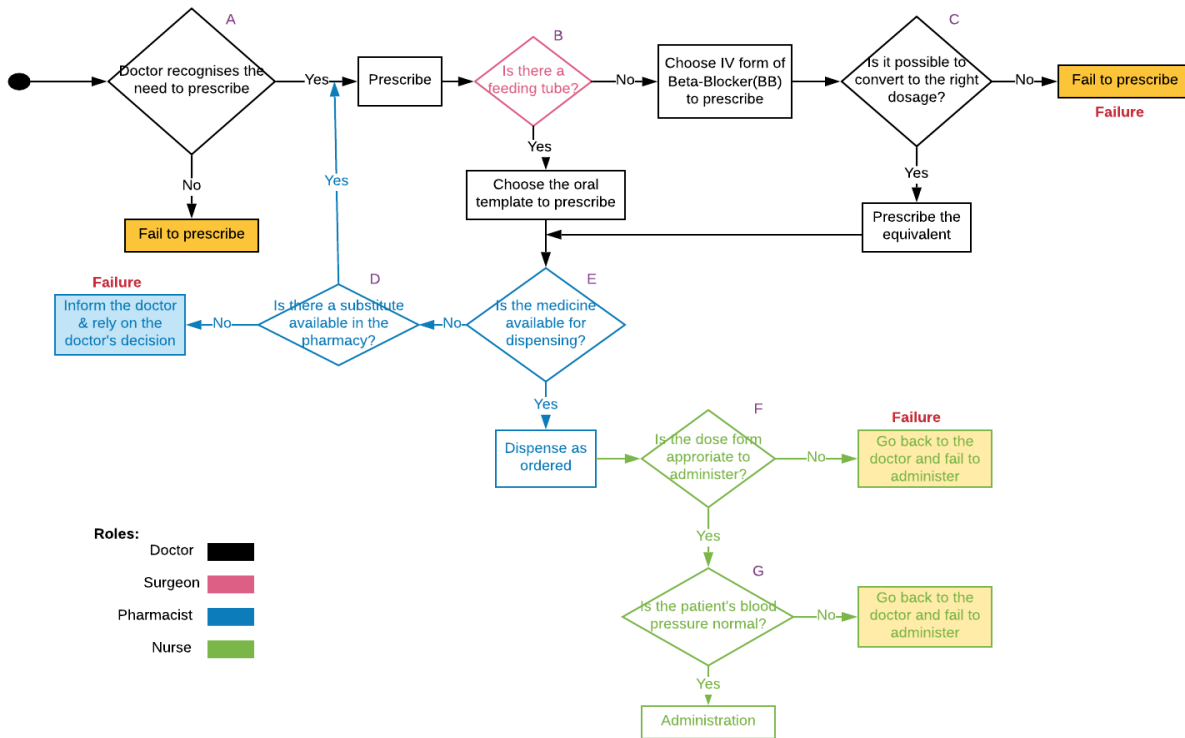 A
Doctor recognises the
need to prescribe
Yes
Prescribe
B
Is there a
feeding tube?
No
Choose IV form of
Beta-Blocker(BB)
to prescribe
C
Is it possible to
convert to the right
dosage?
No
Fail to prescribe
Failure
No
Fail to prescribe
Yes
Choose the oral
template to prescribe
Yes
Prescribe the
equivalent
Yes
Failure
Inform the doctor
& rely on the
doctor's decision
No
D
Is there a substitute
available in the
pharmacy?
No
E
Is the medicine
available for
dispensing?
Yes
Dispense as
ordered
F
Is the dose form
approriate to
administer?
No
Failure
Go back to the
doctor and fail to
administer
Yes
G
Is the patient's blood
pressure normal?
No
Go back to the
doctor and fail to
administer
Yes
Administration
Roles:
Doctor
Surgeon
Pharmacist
Nurse